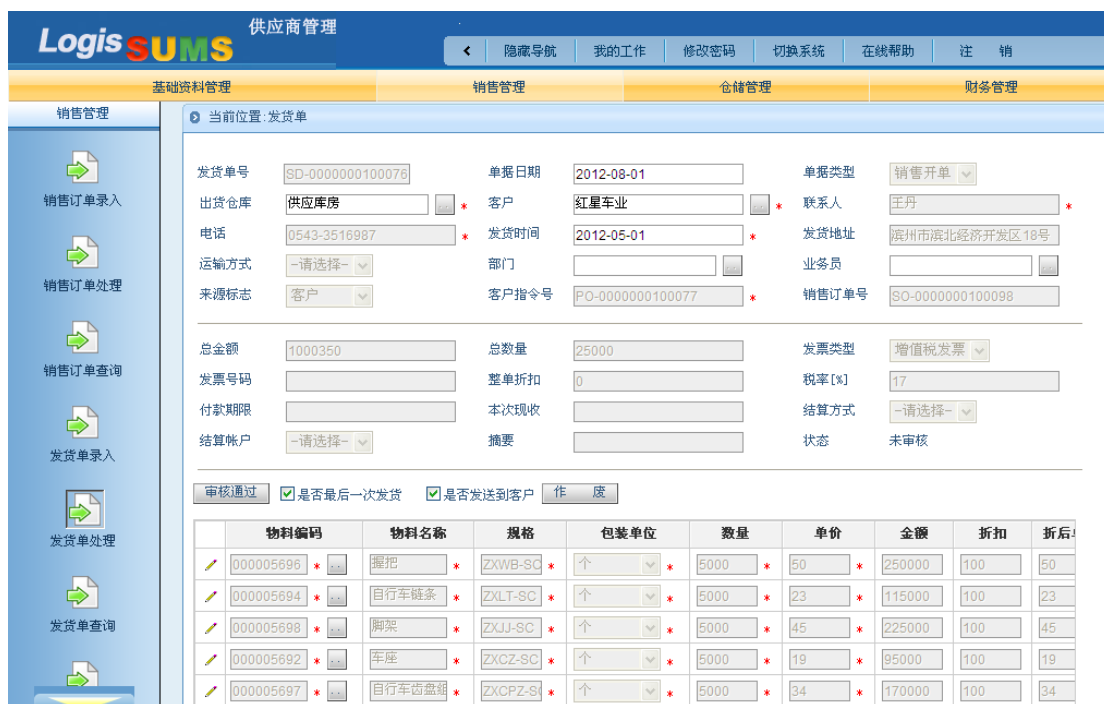 Logis SUMS 供应商管理
隐藏导航 我的工作 修改密码 切换系统 在线帮助 注 销
基础资料管理 销售管理 仓储管理 财务管理
销售管理
销售订单录入
销售订单处理
销售订单查询
发货单录入
发货单处理
发货单查询
当前位置:发货单
发货单号 SD-0000000100076 单据日期 2012-08-01 单据类型 销售开单
出货仓库 供应库房 ... * 客户 红星车业 ... * 联系人 王丹 *
电话 0543-3516987 * 发货时间 2012-05-01 * 发货地址 滨州市滨北经济开发区18号
运输方式 -请选择- 部门 ... 业务员 ...
来源标志 客户 客户指令号 PO-0000000100077 * 销售订单号 SO-0000000100098
总金额 1000350 总数量 25000 发票类型 增值税发票
发票号码 整单折扣 0 税率[%] 17
付款期限 本次现收 结算方式 -请选择-
结算帐户 -请选择- 摘要 状态 未审核
审核通过 是否最后一次发货 是否发送到客户 作 废
物料编码 物料名称 规格 包装单位 数量 单价 金额 折扣 折后
000005696 * .. 握把 * ZXWB-SC * 个 * 5000 * 50 * 250000 100 50
000005694 * .. 自行车链条 * ZXLT-SC * 个 * 5000 * 23 * 115000 100 23
000005698 * .. 脚架 * ZXJJ-SC * 个 * 5000 * 45 * 225000 100 45
000005692 * .. 车座 * ZXCZ-SC * 个 * 5000 * 19 * 95000 100 19
000005697 * .. 自行车齿盘组 * ZXCPZ-S * 个 * 5000 * 34 * 170000 100 34